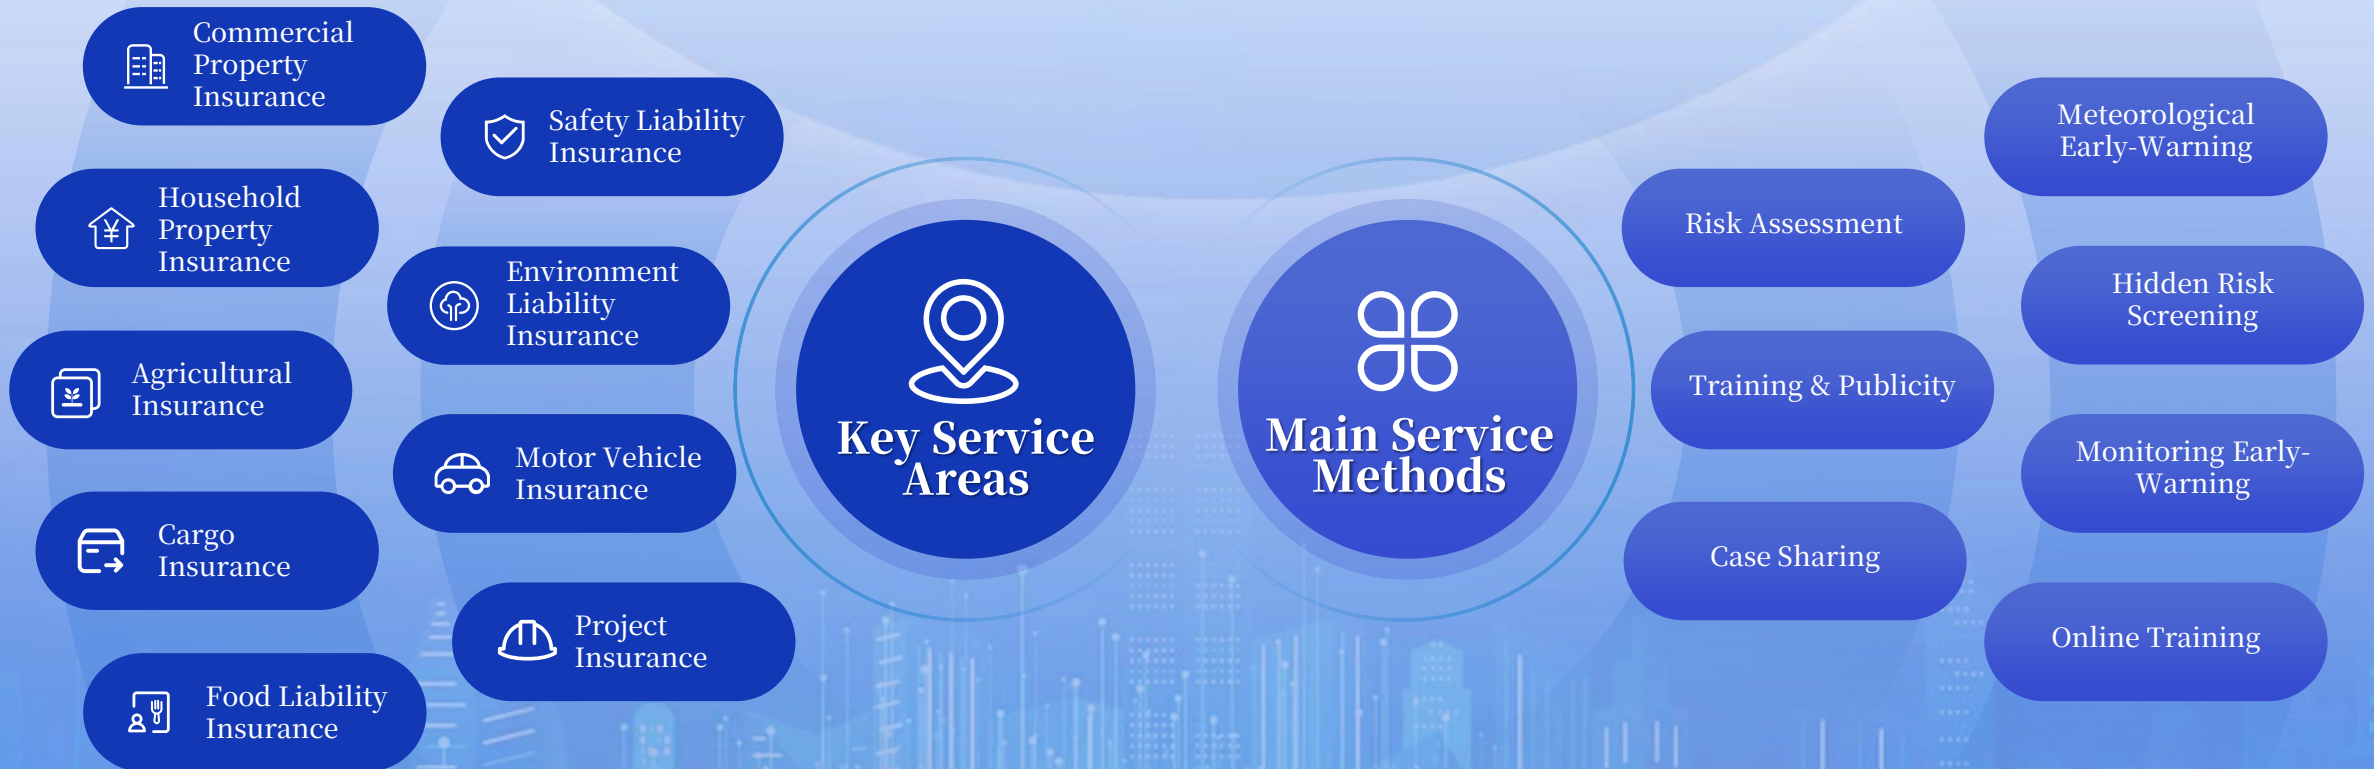 Commercial
Property
Insurance
Household
Property
Insurance
Agricultural
Insurance
Cargo
Insurance
Food Liability
Insurance
Safety Liability
Insurance
Environment
Liability
Insurance
Motor Vehicle
Insurance
Project
Insurance
Key Service
Areas
Main Service
Methods
Risk Assessment
Training & Publicity
Case Sharing
Meteorological
Early-Warning
Hidden Risk
Screening
Monitoring Early-
Warning
Online Training